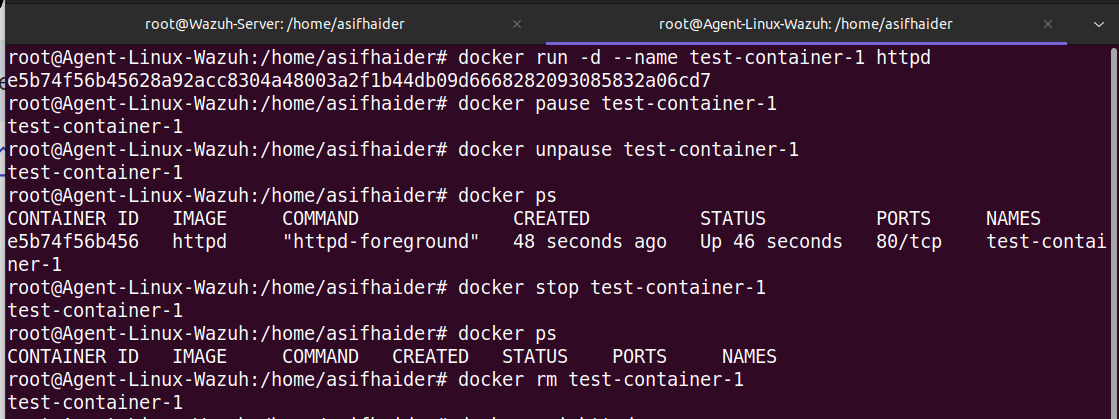 root@Wazuh-Server: /home/asifhaider × root@Agent-Linux-Wazuh: /home/asifhaider ×
root@Agent-Linux-Wazuh:/home/asifhaider# docker run -d --name test-container-1 httpd
e5b74f56b45628a92acc8304a48003a2f1b44db09d6668282093085832a06cd7
root@Agent-Linux-Wazuh:/home/asifhaider# docker pause test-container-1
test-container-1
root@Agent-Linux-Wazuh:/home/asifhaider# docker unpause test-container-1
test-container-1
root@Agent-Linux-Wazuh:/home/asifhaider# docker ps
CONTAINER ID IMAGE COMMAND CREATED STATUS PORTS NAMES
e5b74f56b456 httpd "httpd-foreground" 48 seconds ago Up 46 seconds 80/tcp test-contai
ner-1
root@Agent-Linux-Wazuh:/home/asifhaider# docker stop test-container-1
test-container-1
root@Agent-Linux-Wazuh:/home/asifhaider# docker ps
CONTAINER ID IMAGE COMMAND CREATED STATUS PORTS NAMES
root@Agent-Linux-Wazuh:/home/asifhaider# docker rm test-container-1
test-container-1